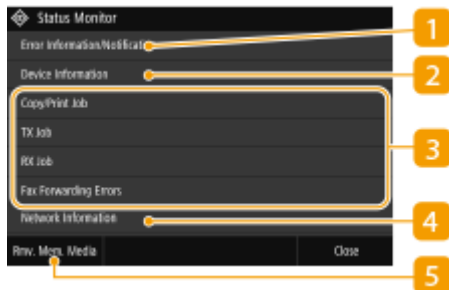 Status Monitor
Error Information/Notificati
Device Information
Copy/Print Job
TX Job
RX Job
Fax Forwarding Errors
Network Information
Rmv. Mem. Media
Close
1
2
3
4
5